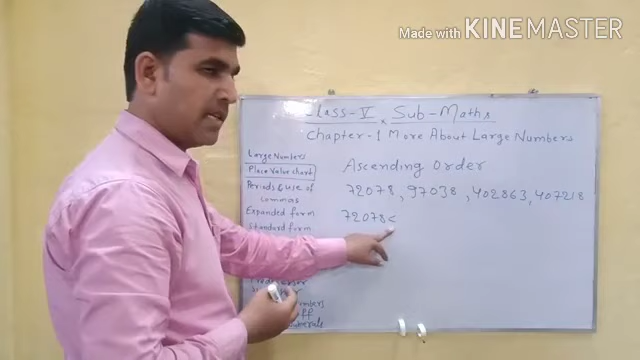 Made with KINEMASTER
Class-V Sub-Maths
Chapter-1 More About Large Numbers
Large Numbers
Place Value Chart
Periods & use of
commas
Expanded form
Standard form
Ascending Order
72078, 97038, 402863, 407218
72078<